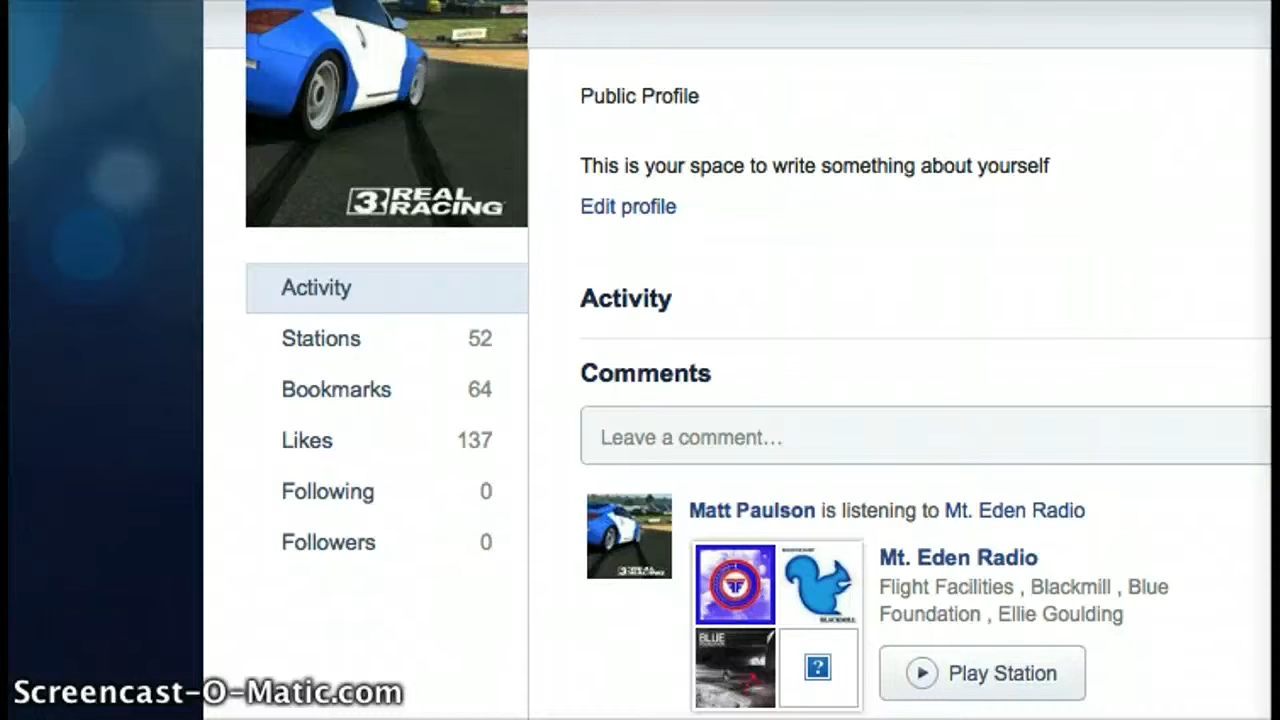 3 REAL
RACING
Public Profile
This is your space to write something about yourself
Edit profile
Activity
Stations 52
Bookmarks 64
Likes 137
Following 0
Followers 0
Activity
Comments
Leave a comment...
Matt Paulson is listening to Mt. Eden Radio
BLACKMILL
BLUE
?
Mt. Eden Radio
Flight Facilities , Blackmill , Blue
Foundation , Ellie Goulding
Play Station
Screencast-O-Matic.com